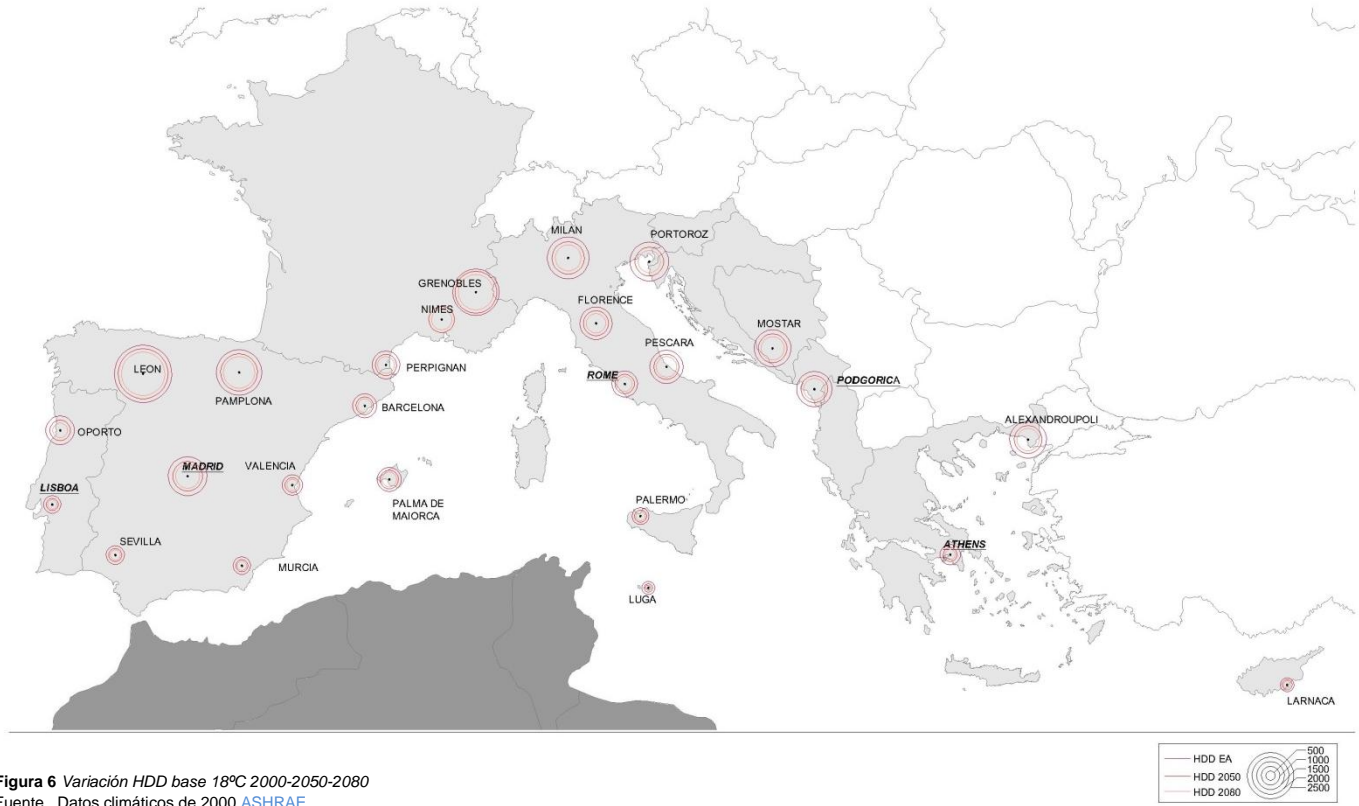 MILAN
PORTOROZ
GRENOBLES
NIMES
FLORENCE
MOSTAR
PESCARA
LEON
PAMPLONA
PERPIGNAN
ROME
PODGORICA
BARCELONA
OPORTO
ALEXANDROUPOLI
MADRID
VALENCIA
LISBOA
PALMA DE
MAIORCA
PALERMO
SEVILLA
MURCIA
ATHENS
LUGA
LARNACA
HDD EA
HDD 2050
HDD 2080
500
1000
1500
2000
2500
Figura 6 Variación HDD base 18ºC 2000-2050-2080
Fuente Datos climáticos de 2000 ASHRAE